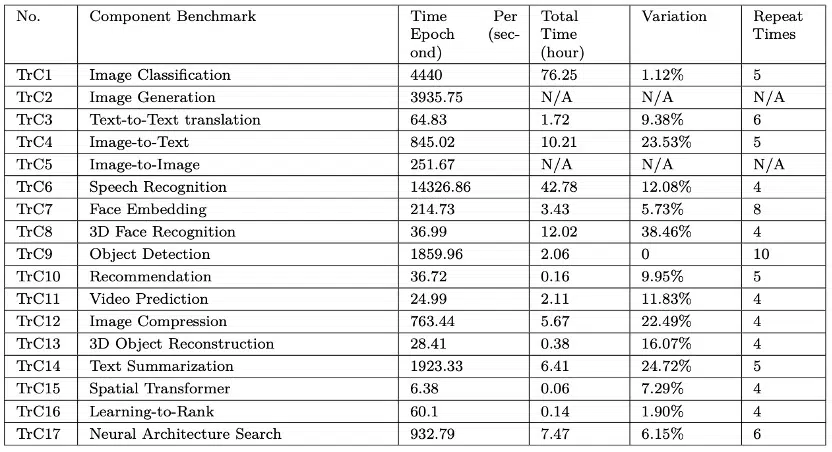 No. Component Benchmark Time Per Epoch (sec-ond) Total Time (hour) Variation Repeat Times
TrC1 Image Classification 4440 76.25 1.12% 5
TrC2 Image Generation 3935.75 N/A N/A N/A
TrC3 Text-to-Text translation 64.83 1.72 9.38% 6
TrC4 Image-to-Text 845.02 10.21 23.53% 5
TrC5 Image-to-Image 251.67 N/A N/A N/A
TrC6 Speech Recognition 14326.86 42.78 12.08% 4
TrC7 Face Embedding 214.73 3.43 5.73% 8
TrC8 3D Face Recognition 36.99 12.02 38.46% 4
TrC9 Object Detection 1859.96 2.06 0 10
TrC10 Recommendation 36.72 0.16 9.95% 5
TrC11 Video Prediction 24.99 2.11 11.83% 4
TrC12 Image Compression 763.44 5.67 22.49% 4
TrC13 3D Object Reconstruction 28.41 0.38 16.07% 4
TrC14 Text Summarization 1923.33 6.41 24.72% 5
TrC15 Spatial Transformer 6.38 0.06 7.29% 4
TrC16 Learning-to-Rank 60.1 0.14 1.90% 4
TrC17 Neural Architecture Search 932.79 7.47 6.15% 6